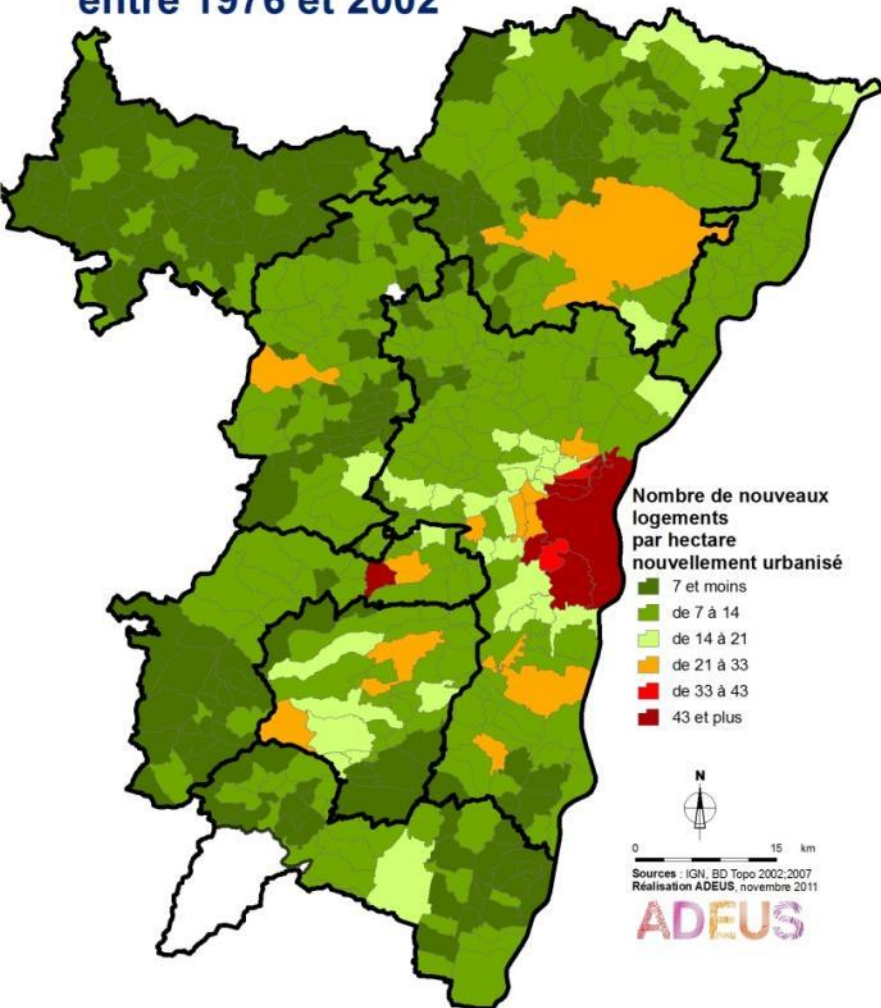 entre 1976 et 2002
Nombre de nouveaux
logements
par hectare
nouvellement urbanisé
7 et moins
de 7 à 14
de 14 à 21
de 21 à 33
de 33 à 43
43 et plus
N
0 15 km
Sources : IGN, BD Topo 2002;2007
Réalisation ADEUS, novembre 2011
ADEUS